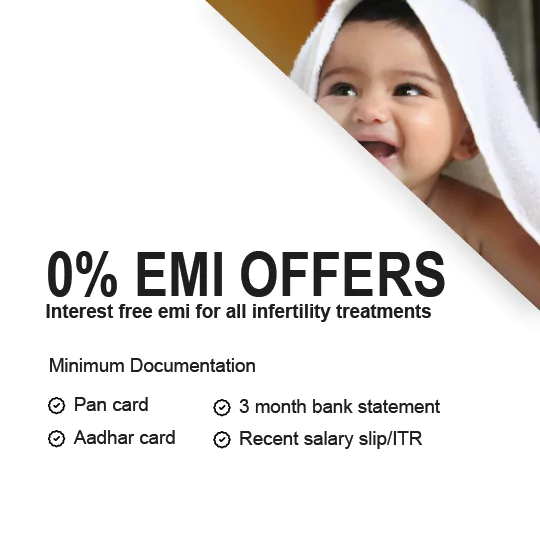 0% EMI OFFERS
Interest free emi for all infertility treatments
Minimum Documentation
Pan card
3 month bank statement
Aadhar card
Recent salary slip/ITR